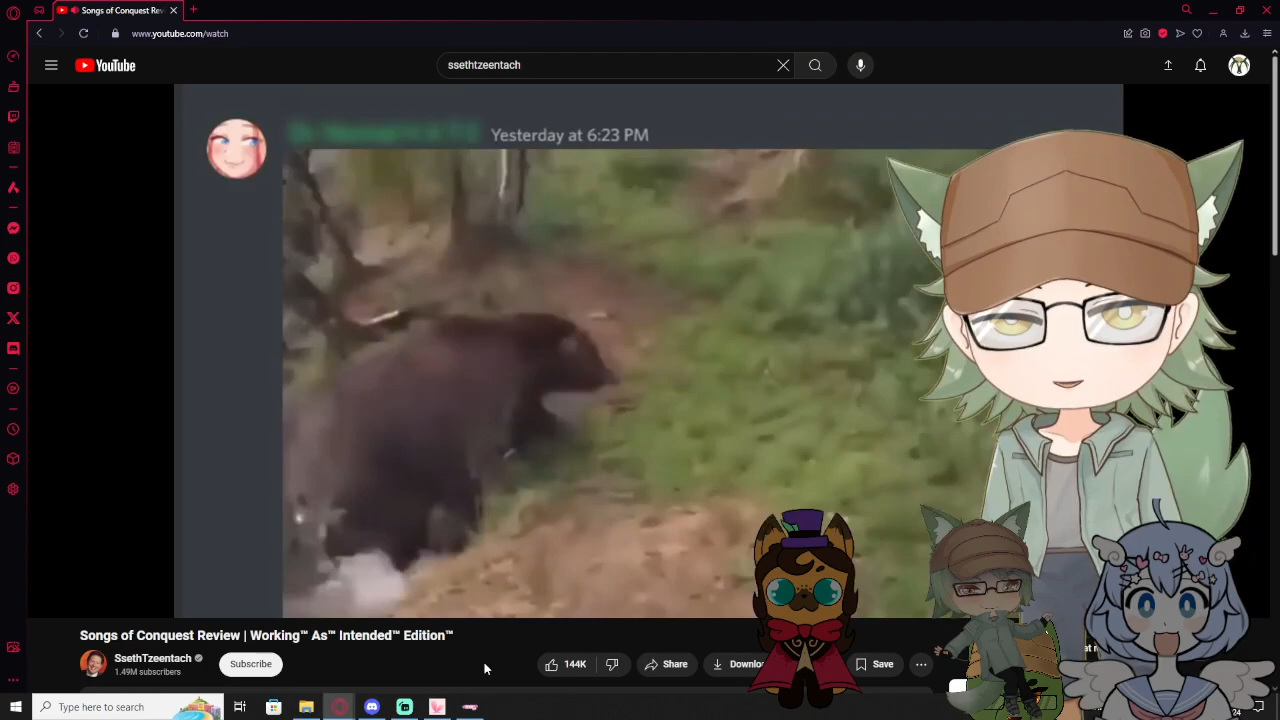 Songs of Conquest Rev
www.youtube.com/watch
YouTube
ssethtzeentach
Yesterday at 6:23 PM
Songs of Conquest Review | Working™ As™ Intended™ Edition™
SsethTzeentach
1.49M subscribers
Subscribe
144K
Share
Downlo
Save
Type here to search